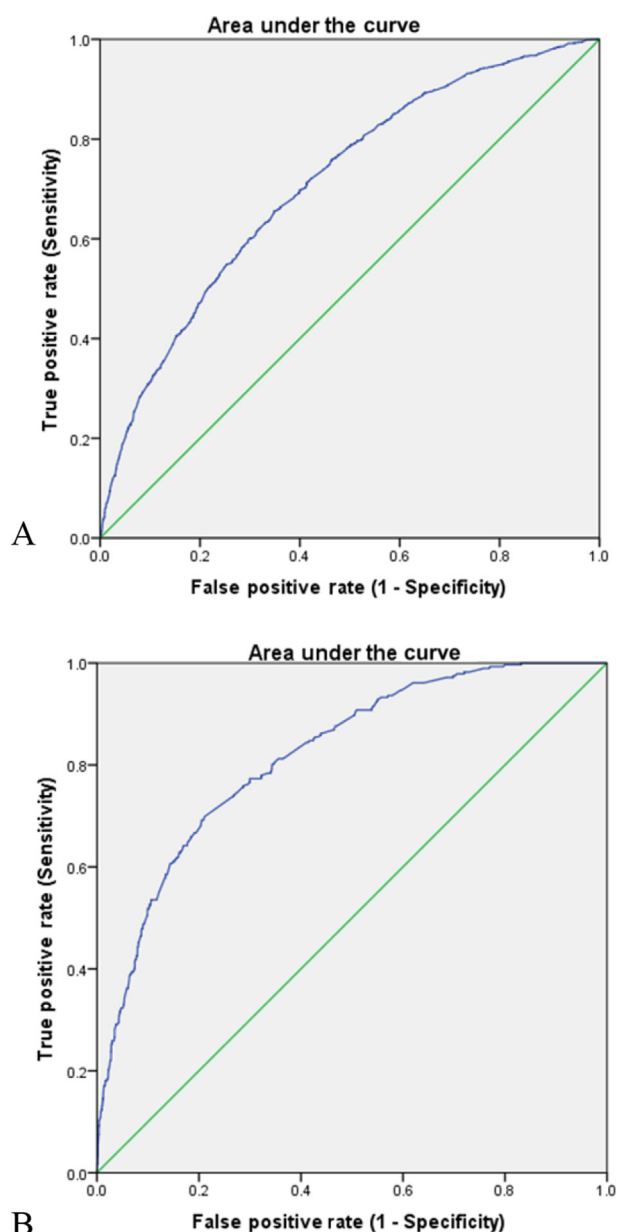 Area under the curve
1.0
0.8
0.6
0.4
0.2
0.0
True positive rate (Sensitivity)
0.0 0.2 0.4 0.6 0.8 1.0
False positive rate (1 - Specificity)
A
Area under the curve
1.0
0.8
0.6
0.4
0.2
0.0
True positive rate (Sensitivity)
0.0 0.2 0.4 0.6 0.8 1.0
False positive rate (1 - Specificity)
B